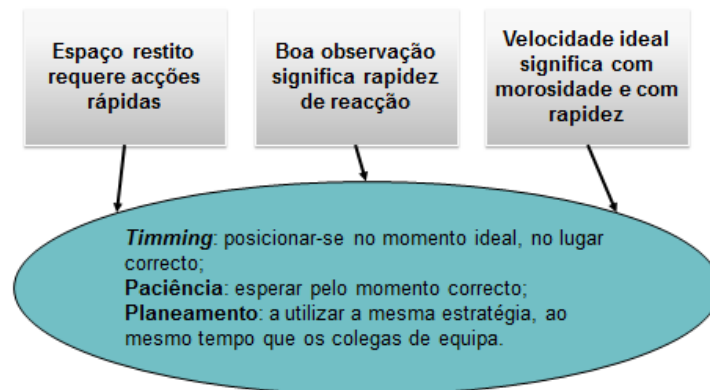 Espaço restito
requere acções
rápidas
Boa observação
significa rapidez
de reacção
Velocidade ideal
significa com
morosidade e com
rapidez
Timming: posicionar-se no momento ideal, no lugar
correcto;
Paciência: esperar pelo momento correcto;
Planeamento: a utilizar a mesma estratégia, ao
mesmo tempo que os colegas de equipa.